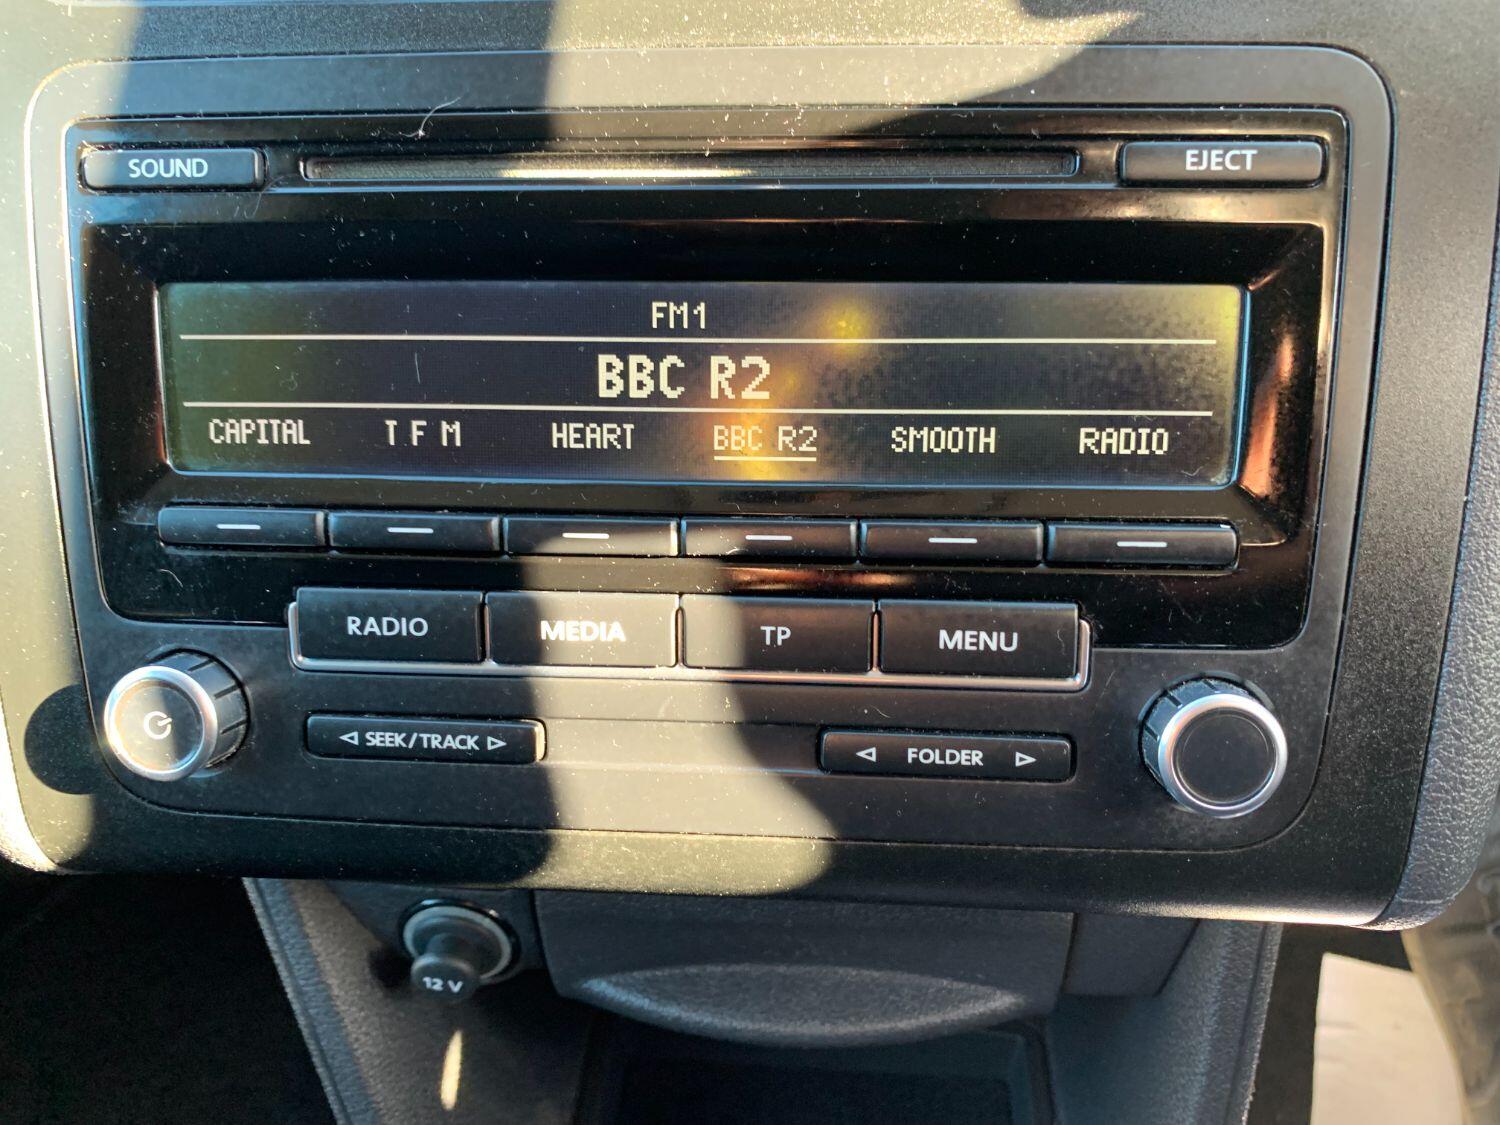 SOUND
EJECT
FM1
BBC R2
CAPITAL T F M HEART BBC R2 SMOOTH RADIO
RADIO MEDIA TP MENU
SEEK/TRACK FOLDER
12 V